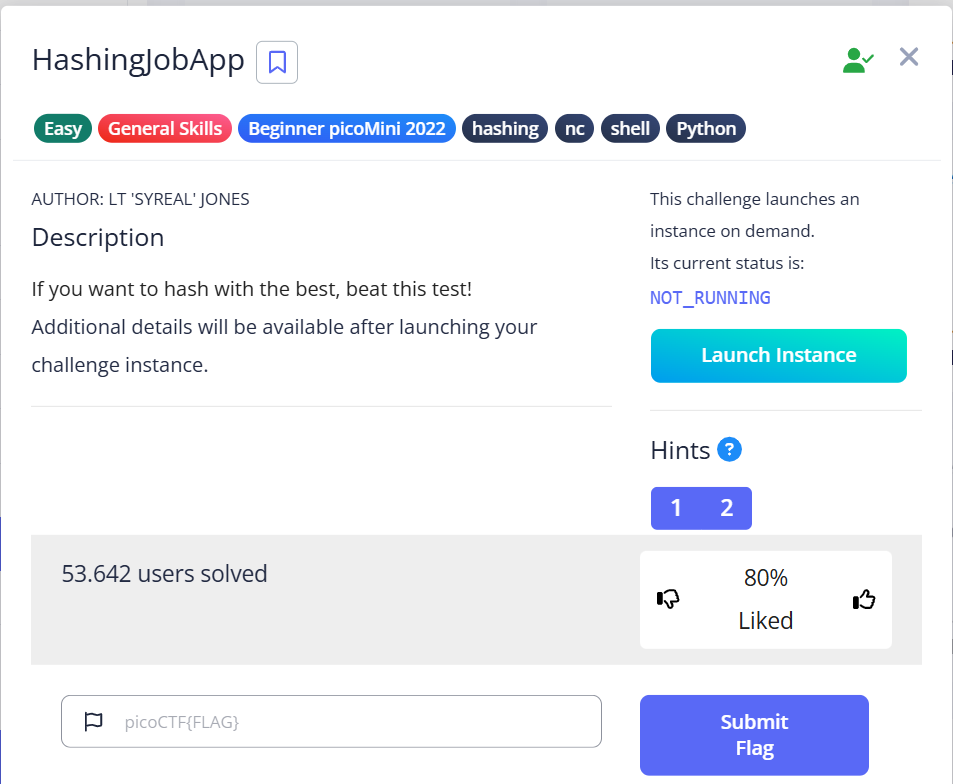 HashingJobApp
Easy General Skills Beginner picoMini 2022 hashing nc shell Python
AUTHOR: LT 'SYREAL' JONES
Description
If you want to hash with the best, beat this test!
Additional details will be available after launching your
challenge instance.
This challenge launches an
instance on demand.
Its current status is:
NOT_RUNNING
Launch Instance
Hints ?
1 2
53.642 users solved
80%
Liked
picoCTF{FLAG}
Submit
Flag